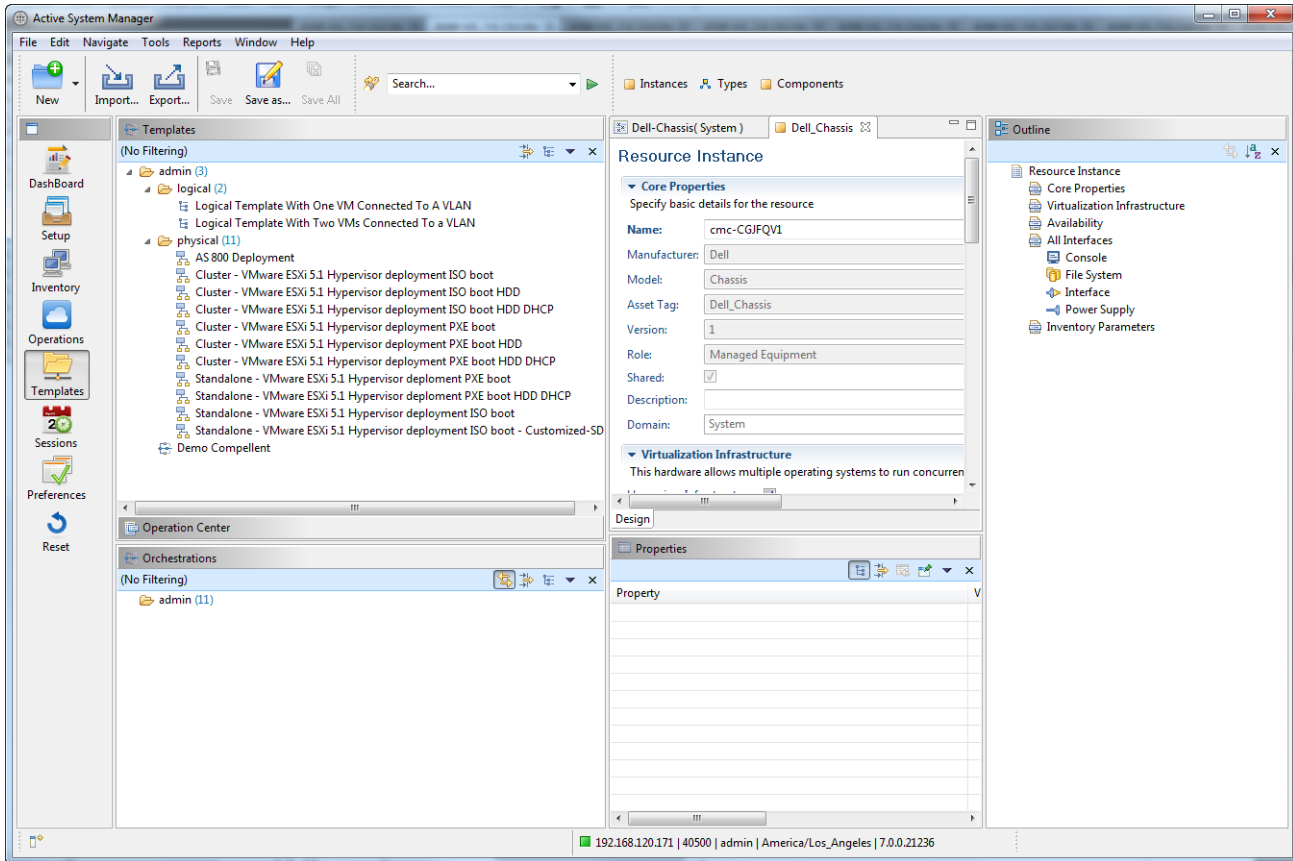 Active System Manager
File Edit Navigate Tools Reports Window Help
New
Import... Export...
Save Save as... Save All
Search...
Instances Types Components
DashBoard
Setup
Inventory
Operations
Templates
2
Sessions
Preferences
Reset
Templates
(No Filtering)
admin (3)
logical (2)
Logical Template With One VM Connected To A VLAN
Logical Template With Two VMs Connected To a VLAN
physical (11)
AS 800 Deployment
Cluster - VMware ESXi 5.1 Hypervisor deployment ISO boot
Cluster - VMware ESXi 5.1 Hypervisor deployment ISO boot HDD
Cluster - VMware ESXi 5.1 Hypervisor deployment ISO boot HDD DHCP
Cluster - VMware ESXi 5.1 Hypervisor deployment PXE boot
Cluster - VMware ESXi 5.1 Hypervisor deployment PXE boot HDD
Cluster - VMware ESXi 5.1 Hypervisor deployment PXE boot HDD DHCP
Standalone - VMware ESXi 5.1 Hypervisor deploment PXE boot
Standalone - VMware ESXi 5.1 Hypervisor deploment PXE boot HDD DHCP
Standalone - VMware ESXi 5.1 Hypervisor deployment ISO boot
Standalone - VMware ESXi 5.1 Hypervisor deployment ISO boot - Customized-SD
Demo Compellent
Operation Center
Orchestrations
(No Filtering)
admin (11)
Dell-Chassis( System )
Dell_Chassis
Resource Instance
Core Properties
Specify basic details for the resource
Name: cmc-CGJFQV1
Manufacturer: Dell
Model: Chassis
Asset Tag: Dell_Chassis
Version: 1
Role: Managed Equipment
Shared:
Description:
Domain: System
Virtualization Infrastructure
This hardware allows multiple operating systems to run concurren
Design
Properties
Property V
Outline
Resource Instance
Core Properties
Virtualization Infrastructure
Availability
All Interfaces
Console
File System
Interface
Power Supply
Inventory Parameters
192.168.120.171 | 40500 | admin | America/Los_Angeles | 7.0.0.21236